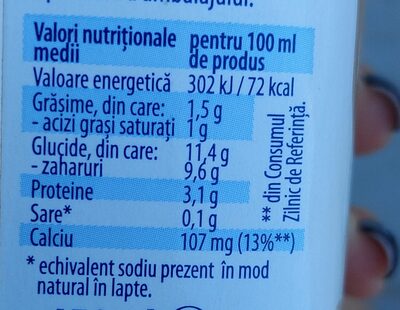 Valori nutriționale medii pentru 100 ml de produs
Valoare energetică 302 kJ / 72 kcal
Grăsime, din care: 1,5 g
- acizi grași saturați 1 g
Glucide, din care: 11,4 g
- zaharuri 9,6 g
Proteine 3,1 g
Sare* 0,1 g
Calciu 107 mg (13%**)
* echivalent sodiu prezent în mod
natural în lapte.
** din Consumul
Zilnic de Referință.